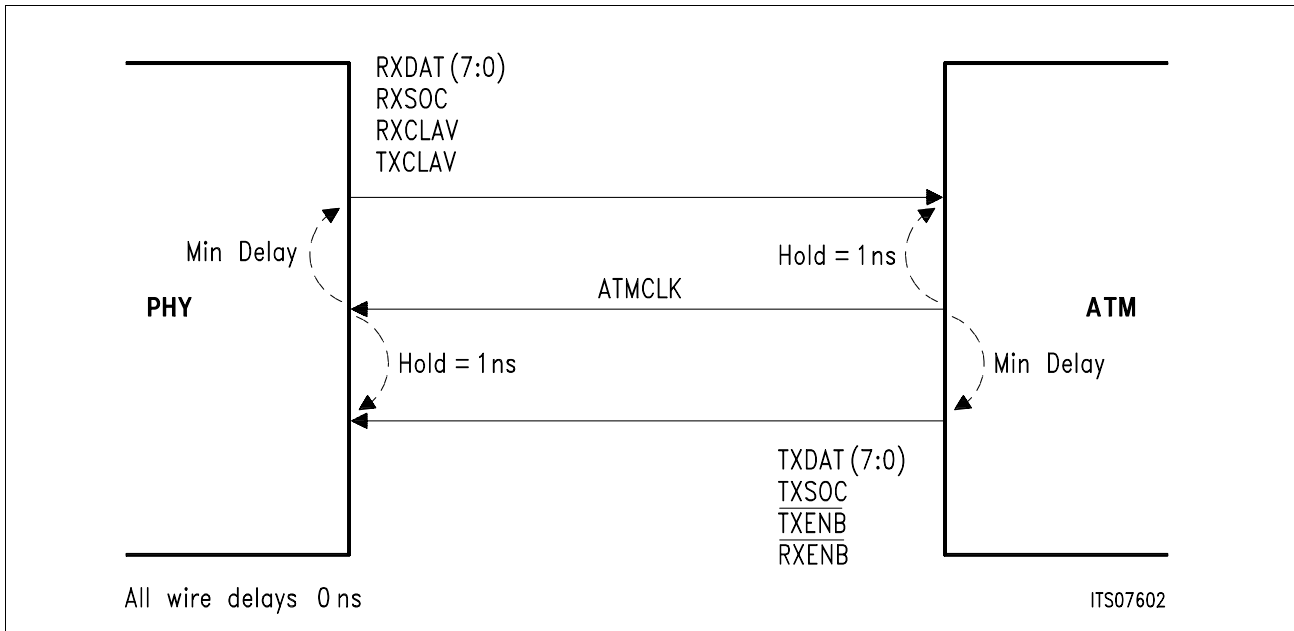 RXDAT (7:0)
RXSOC
RXCLAV
TXCLAV
Min Delay
Hold = 1 ns
ATMCLK
PHY
ATM
Hold = 1 ns
Min Delay
TXDAT (7:0)
TXSOC
TXENB
RXENB
All wire delays 0 ns
ITS07602